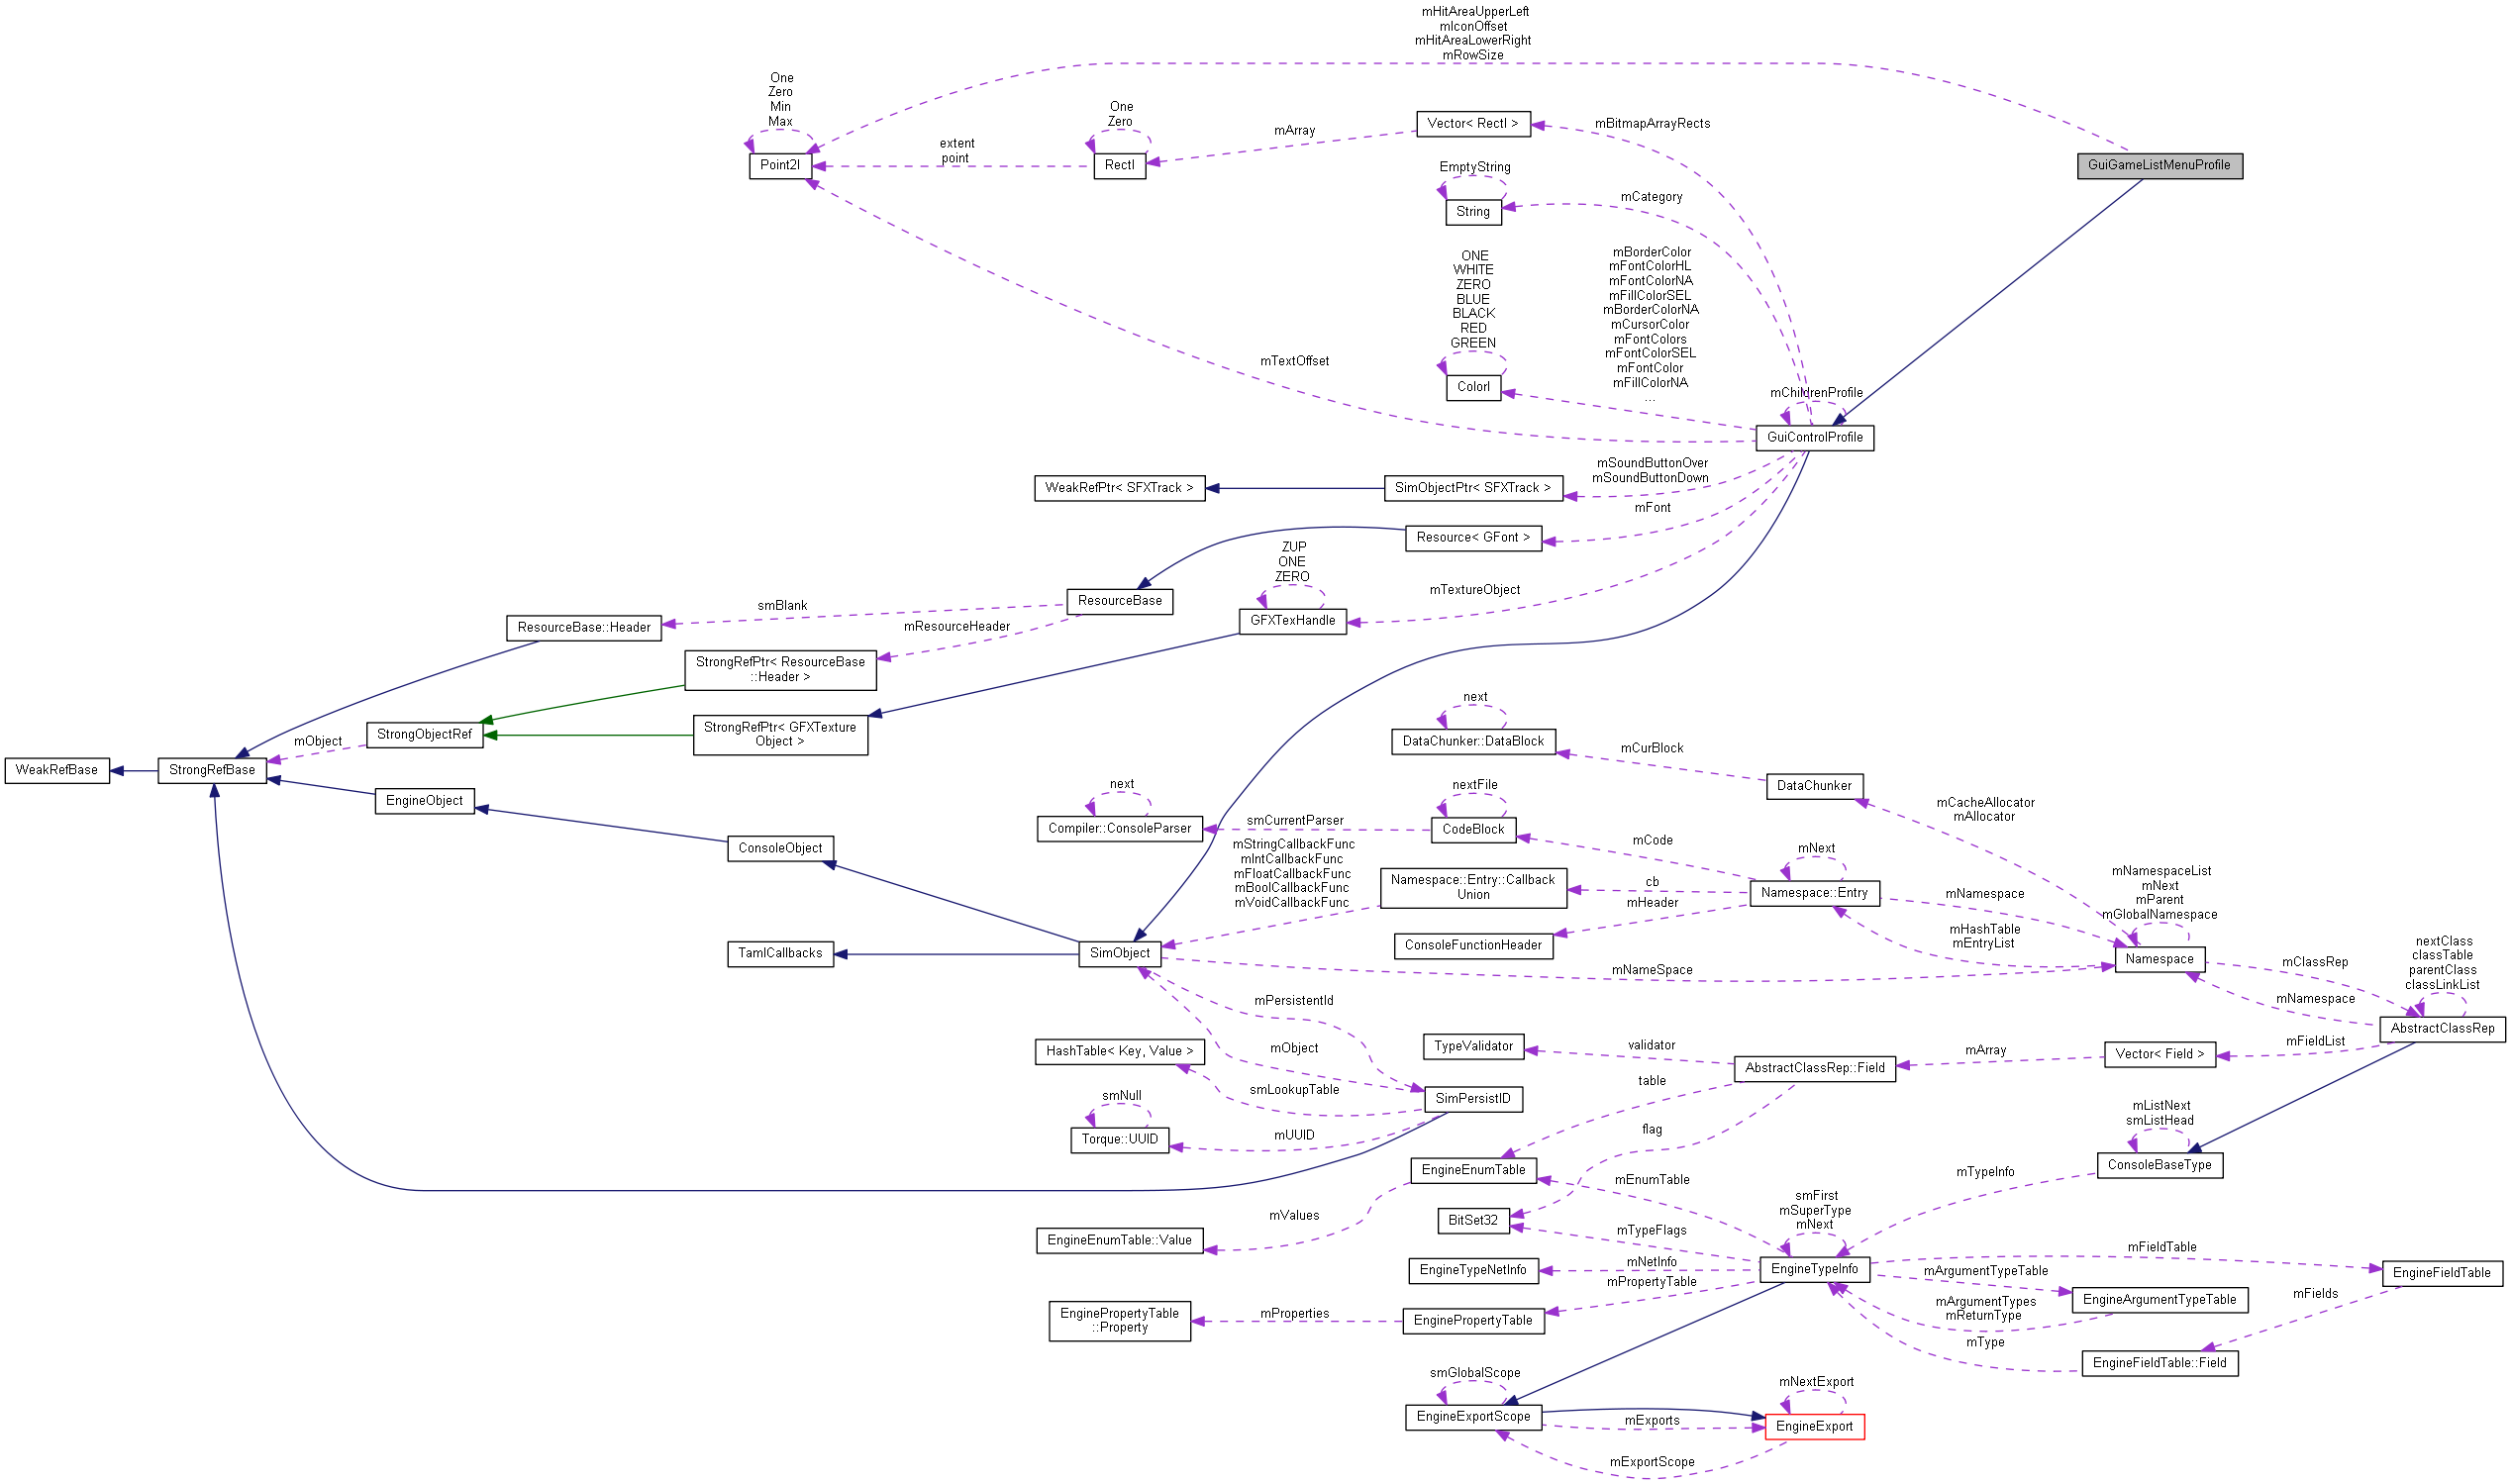 mHitAreaUpperLeft
mIconOffset
mHitAreaLowerRight
mRowSize
One
Zero
Min
Max
Point2I
extent
point
One
Zero
RectI
mArray
Vector< RectI >
mBitmapArrayRects
GuiGameListMenuProfile
EmptyString
String
mCategory
ONE
WHITE
ZERO
BLUE
BLACK
RED
GREEN
ColorI
mBorderColor
mFontColorHL
mFontColorNA
mFillColorSEL
mBorderColorNA
mCursorColor
mFontColors
mFontColorSEL
mFontColor
mFillColorNA
...
mTextOffset
mChildrenProfile
GuiControlProfile
WeakRefPtr< SFXTrack >
SimObjectPtr< SFXTrack >
mSoundButtonOver
mSoundButtonDown
mFont
Resource< GFont >
ZUP
ONE
ZERO
GFXTexHandle
mTextureObject
ResourceBase
smBlank
mResourceHeader
ResourceBase::Header
StrongRefPtr< ResourceBase
::Header >
StrongRefPtr< GFXTexture
Object >
StrongObjectRef
mObject
WeakRefBase
StrongRefBase
EngineObject
ConsoleObject
TamlCallbacks
SimObject
next
DataChunker::DataBlock
mCurBlock
DataChunker
mCacheAllocator
mAllocator
next
Compiler::ConsoleParser
smCurrentParser
nextFile
CodeBlock
mCode
mStringCallbackFunc
mIntCallbackFunc
mFloatCallbackFunc
mBoolCallbackFunc
mVoidCallbackFunc
Namespace::Entry::Callback
Union
cb
mHeader
mNext
Namespace::Entry
ConsoleFunctionHeader
mNamespace
mHashTable
mEntryList
mNamespaceList
mNext
mParent
mGlobalNamespace
Namespace
mNameSpace
mClassRep
mNamespace
nextClass
classTable
parentClass
classLinkList
AbstractClassRep
mPersistentId
mObject
HashTable< Key, Value >
smLookupTable
smNull
Torque::UUID
mUUID
SimPersistID
TypeValidator
validator
table
flag
AbstractClassRep::Field
mArray
Vector< Field >
mFieldList
mListNext
smListHead
ConsoleBaseType
mTypeInfo
EngineEnumTable
mEnumTable
mValues
EngineEnumTable::Value
BitSet32
mTypeFlags
EngineTypeNetInfo
mNetInfo
mPropertyTable
smFirst
mSuperType
mNext
EngineTypeInfo
mFieldTable
EngineFieldTable
mArgumentTypeTable
EngineArgumentTypeTable
mArgumentTypes
mReturnType
mFields
mType
EngineFieldTable::Field
EnginePropertyTable
::Property
mProperties
EnginePropertyTable
smGlobalScope
EngineExportScope
mExports
mNextExport
EngineExport
mExportScope